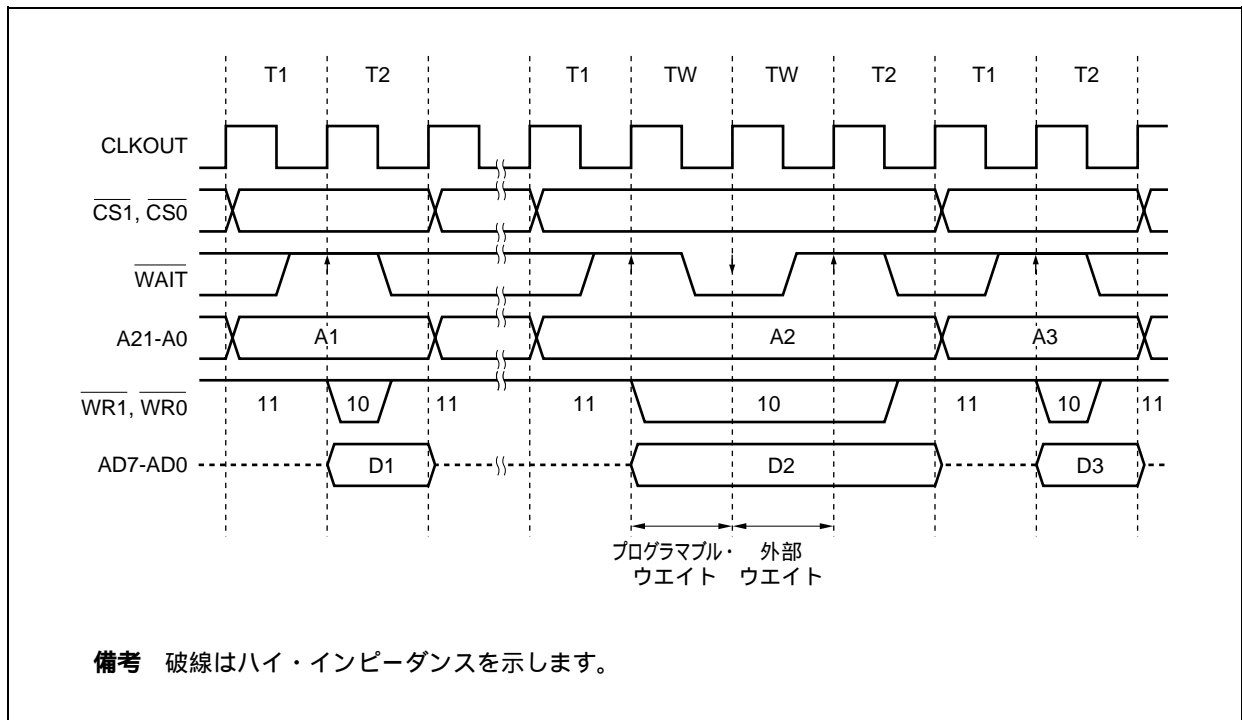 T1 T2 T1 TW TW T2 T1 T2
CLKOUT
CS1, CS0
WAIT
A21-A0 A1 A2 A3
WR1, WR0 11 10 11 11 10 11 10 11
AD7-AD0 D1 D2 D3
プログラマブル・ 外部
ウエイト ウエイト
備考 破線はハイ・インピーダンスを示します。